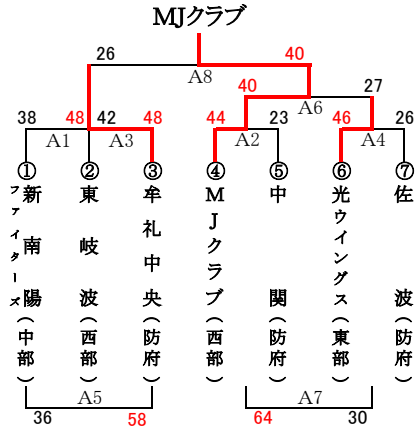 MJクラブ
26 40
A8
40 27
A6
38 48 42 48 44 23 46 26
A1 A3 A2 A4
① ② ③ ④ ⑤ ⑥ ⑦
新南陽ファイターズ(中部)
東岐波(西部)
牟礼中央(防府)
MJクラブ(西部)
中関(防府)
光ウイングス(東部)
佐波(防府)
A5 A7
36 58 64 30